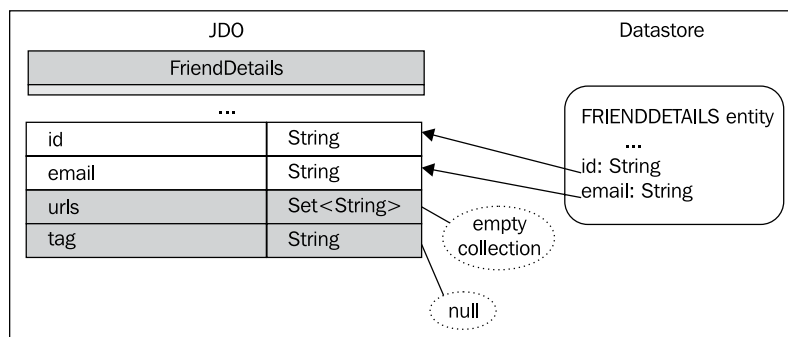 JDO Datastore
FriendDetails
...
id String
email String
urls Set<String>
tag String
FRIENDDETAILS entity
...
id: String
email: String
empty
collection
null